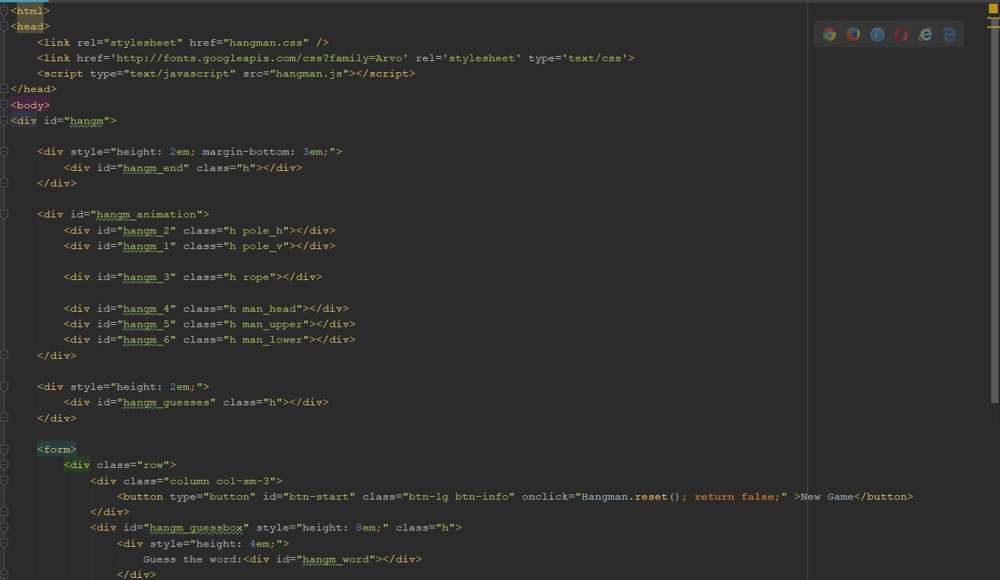 <html>
<head>
    <link rel="stylesheet" href="hangman.css" />
    <link href='http://fonts.googleapis.com/css?family=Arvo' rel='stylesheet' type='text/css'>
    <script type="text/javascript" src="hangman.js"></script>
</head>
<body>
<div id="hangm">
    <div style="height: 2em; margin-bottom: 3em;">
        <div id="hangm_end" class="h"></div>
    </div>
    <div id="hangm_animation">
        <div id="hangm_2" class="h pole_h"></div>
        <div id="hangm_1" class="h pole_v"></div>
        <div id="hangm_3" class="h rope"></div>
        <div id="hangm_4" class="h man_head"></div>
        <div id="hangm_5" class="h man_upper"></div>
        <div id="hangm_6" class="h man_lower"></div>
    </div>
    <div style="height: 2em;">
        <div id="hangm_guesses" class="h"></div>
    </div>
    <form>
        <div class="row">
            <div class="column col-sm-3">
                <button type="button" id="btn-start" class="btn-lg btn-info" onclick="Hangman.reset(); return false;" >New Game</button>
            </div>
            <div id="hangm_guessbox" style="height: 8em;" class="h">
                <div style="height: 4em;">
                    Guess the word:<div id="hangm_word"></div>
                </div>